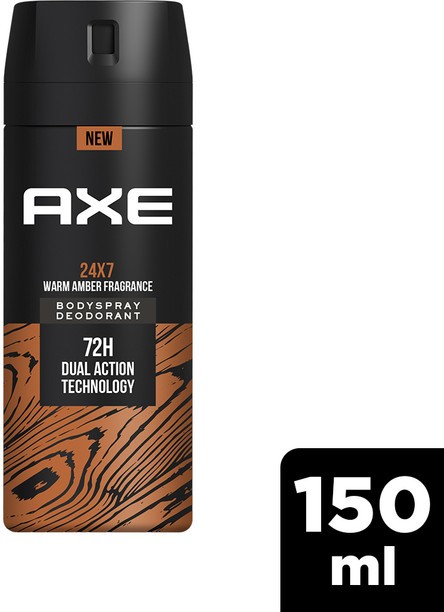 NEW
AXE
24X7
WARM AMBER FRAGRANCE
BODYSPRAY
DEODORANT
72H
DUAL ACTION
TECHNOLOGY
150
ml